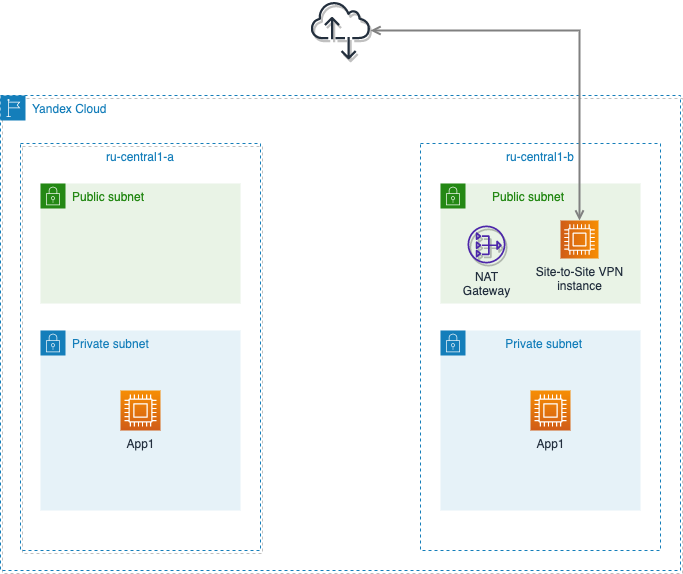 Yandex Cloud
ru-central1-a
Public subnet
Private subnet
App1
ru-central1-b
Public subnet
NAT
Gateway
Site-to-Site VPN
instance
Private subnet
App1